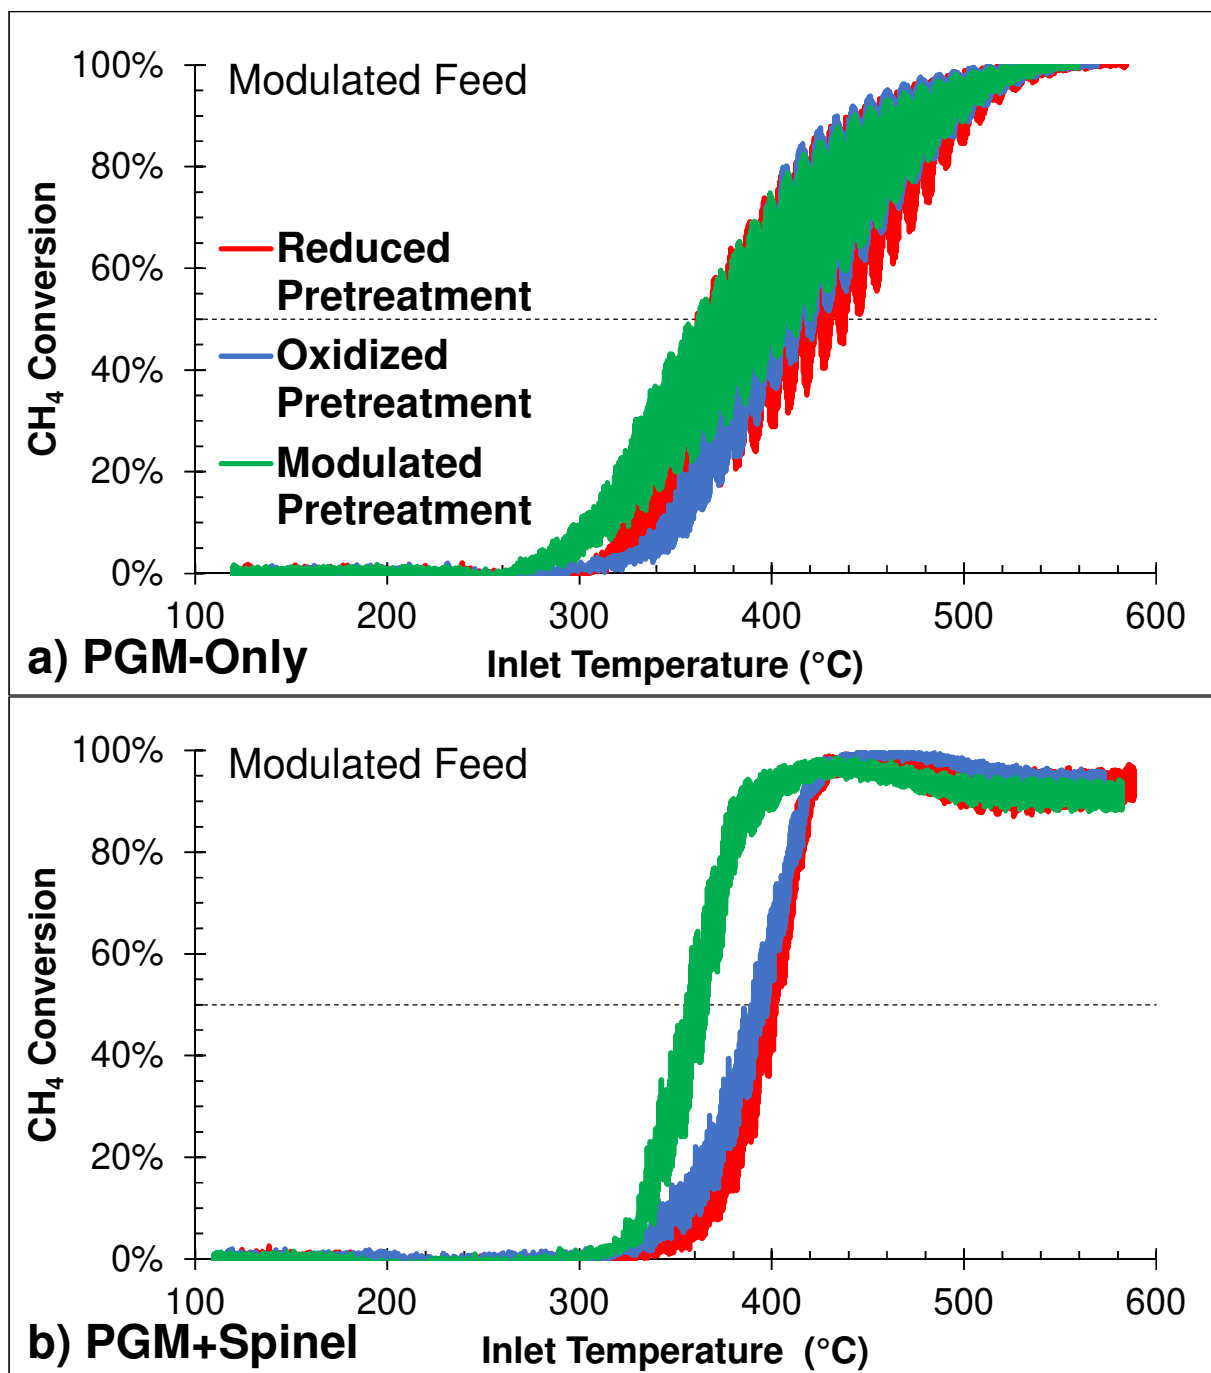 100%
Modulated Feed
80%
60%
40%
20%
0%
CH₄ Conversion
Reduced
Pretreatment
Oxidized
Pretreatment
Modulated
Pretreatment
100 200 300 400 500 600
a) PGM-Only
Inlet Temperature (°C)
100%
Modulated Feed
80%
60%
40%
20%
0%
CH₄ Conversion
100 200 300 400 500 600
b) PGM+Spinel
Inlet Temperature (°C)